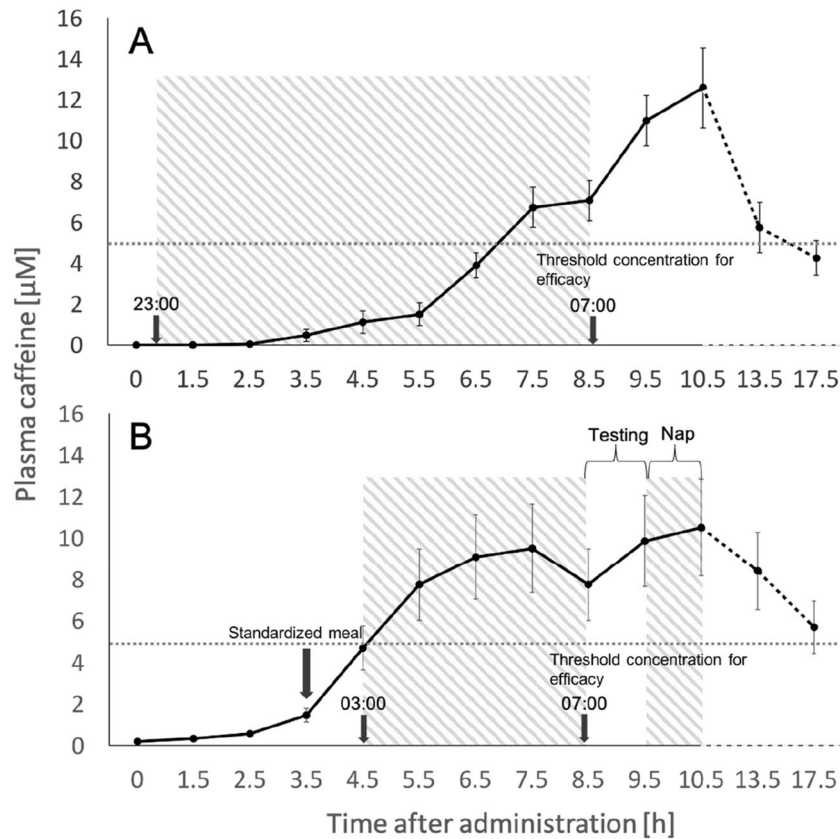 Plasma caffeine [µM]
A
16
14
12
10
8
6
4
2
0
23:00
Threshold concentration for
efficacy
07:00
0 1.5 2.5 3.5 4.5 5.5 6.5 7.5 8.5 9.5 10.5 13.5 17.5
B
16
14
12
10
8
6
4
2
0
Testing Nap
Standardized meal
Threshold concentration for
efficacy
03:00 07:00
0 1.5 2.5 3.5 4.5 5.5 6.5 7.5 8.5 9.5 10.5 13.5 17.5
Time after administration [h]